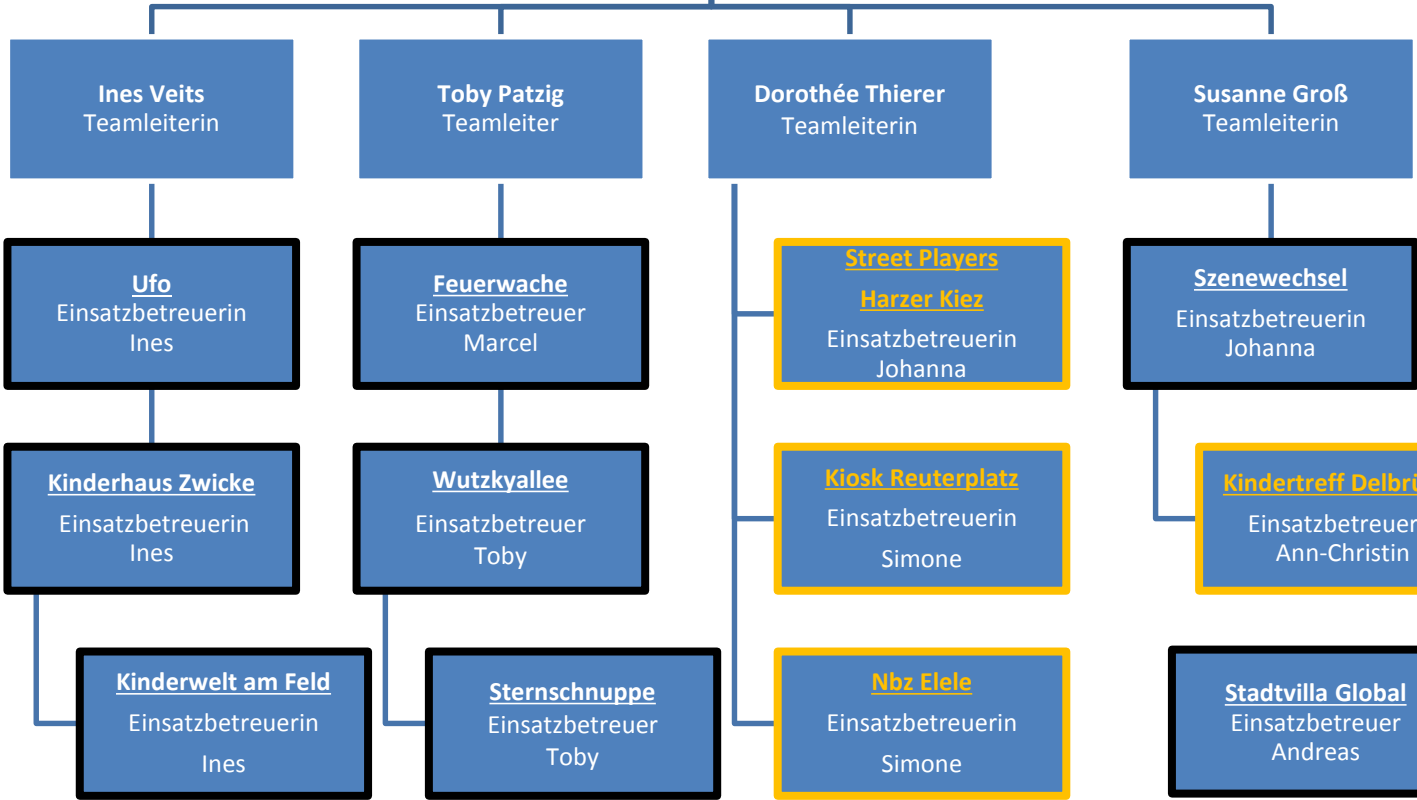 Ines Veits
Teamleiterin
Toby Patzig
Teamleiter
Dorothée Thierer
Teamleiterin
Susanne Groß
Teamleiterin
Ufo
Einsatzbetreuerin
Ines
Feuerwache
Einsatzbetreuer
Marcel
Street Players
Harzer Kiez
Einsatzbetreuerin
Johanna
Szenewechsel
Einsatzbetreuerin
Johanna
Kinderhaus Zwicke
Einsatzbetreuerin
Ines
Wutzkyallee
Einsatzbetreuer
Toby
Kiosk Reuterplatz
Einsatzbetreuerin
Simone
Kindertreff
Ann-Christin
Kinderwelt am Feld
Einsatzbetreuerin
Ines
Sternschnuppe
Einsatzbetreuer
Toby
Nbz Elele
Einsatzbetreuerin
Simone
Stadtvilla Global
Einsatzbetreuer
Andreas